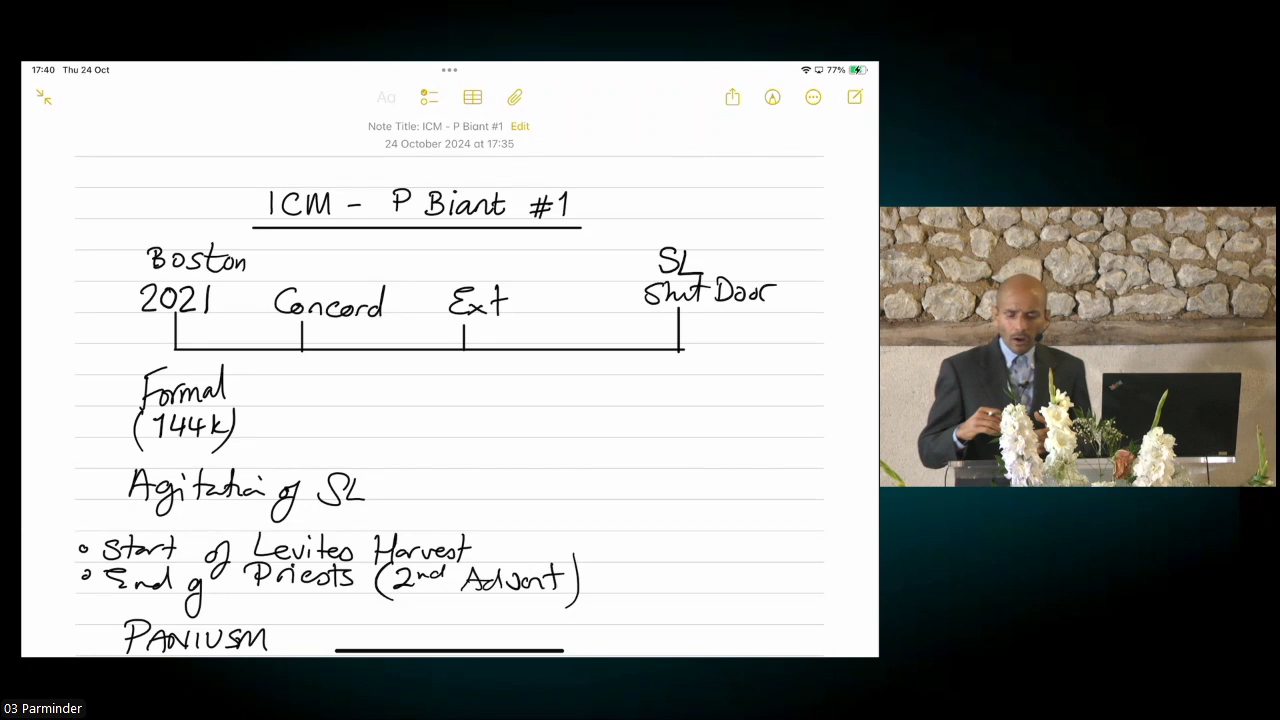 17:40 Thu 24 Oct
77%
Aa
Note Title: ICM - P Biant #1 Edit
24 October 2024 at 17:35
ICM - P Biant #1
Boston
SL
2021 Concord Ext Shut Door
Formal
(144k)
Agitation of SL
• Start of Levites Harvest
• End of Priests (2nd Advent)
PANIUSM
03 Parminder